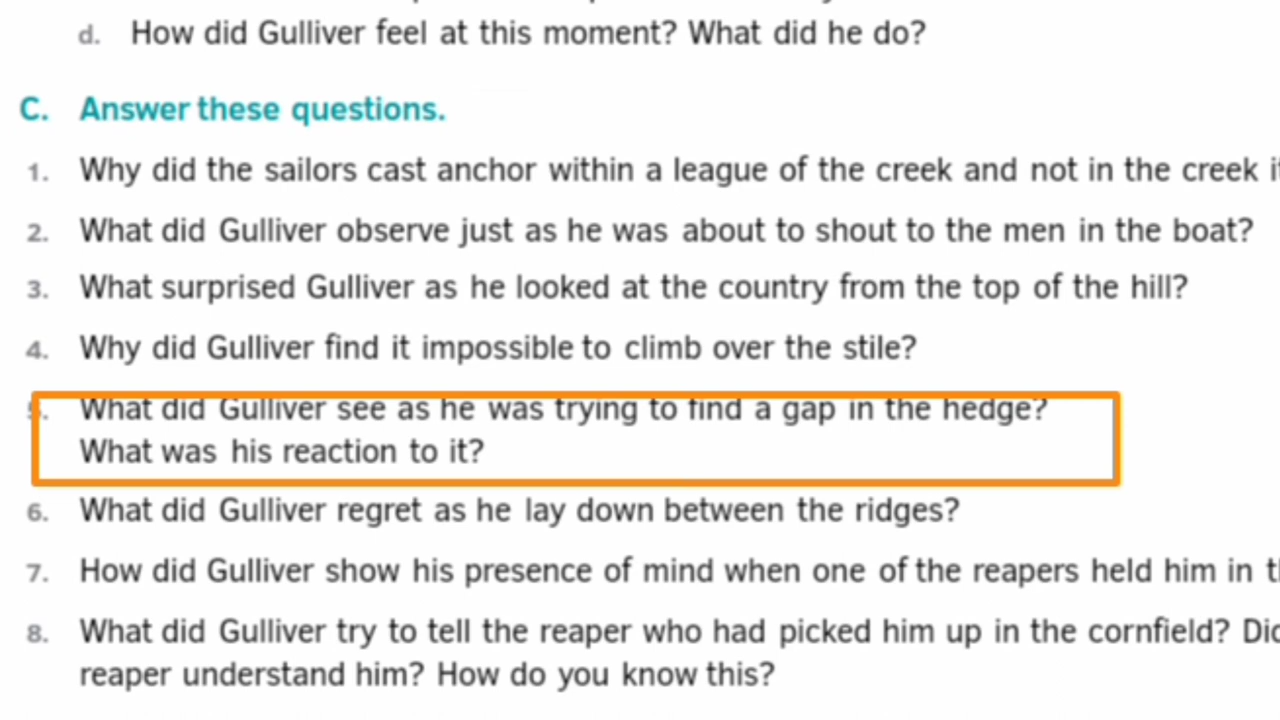 d. How did Gulliver feel at this moment? What did he do?
C. Answer these questions.
1. Why did the sailors cast anchor within a league of the creek and not in the creek
2. What did Gulliver observe just as he was about to shout to the men in the boat?
3. What surprised Gulliver as he looked at the country from the top of the hill?
4. Why did Gulliver find it impossible to climb over the stile?
5. What did Gulliver see as he was trying to find a gap in the hedge?
What was his reaction to it?
6. What did Gulliver regret as he lay down between the ridges?
7. How did Gulliver show his presence of mind when one of the reapers held him in
8. What did Gulliver try to tell the reaper who had picked him up in the cornfield?
reaper understand him? How do you know this?